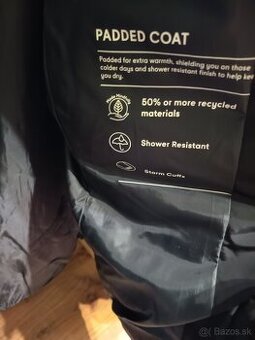 PADDED COAT
Padded for extra warmth, shielding you on those
colder days and shower resistant finish to help keep
you dry.
50% or more recycled
materials
Shower Resistant
Storm Cuffs
Bazos.sk